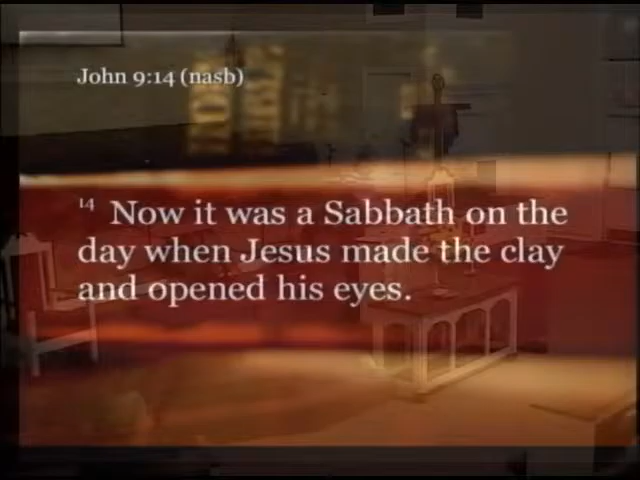 John 9:14 (nasb)
14 Now it was a Sabbath on the
day when Jesus made the clay
and opened his eyes.